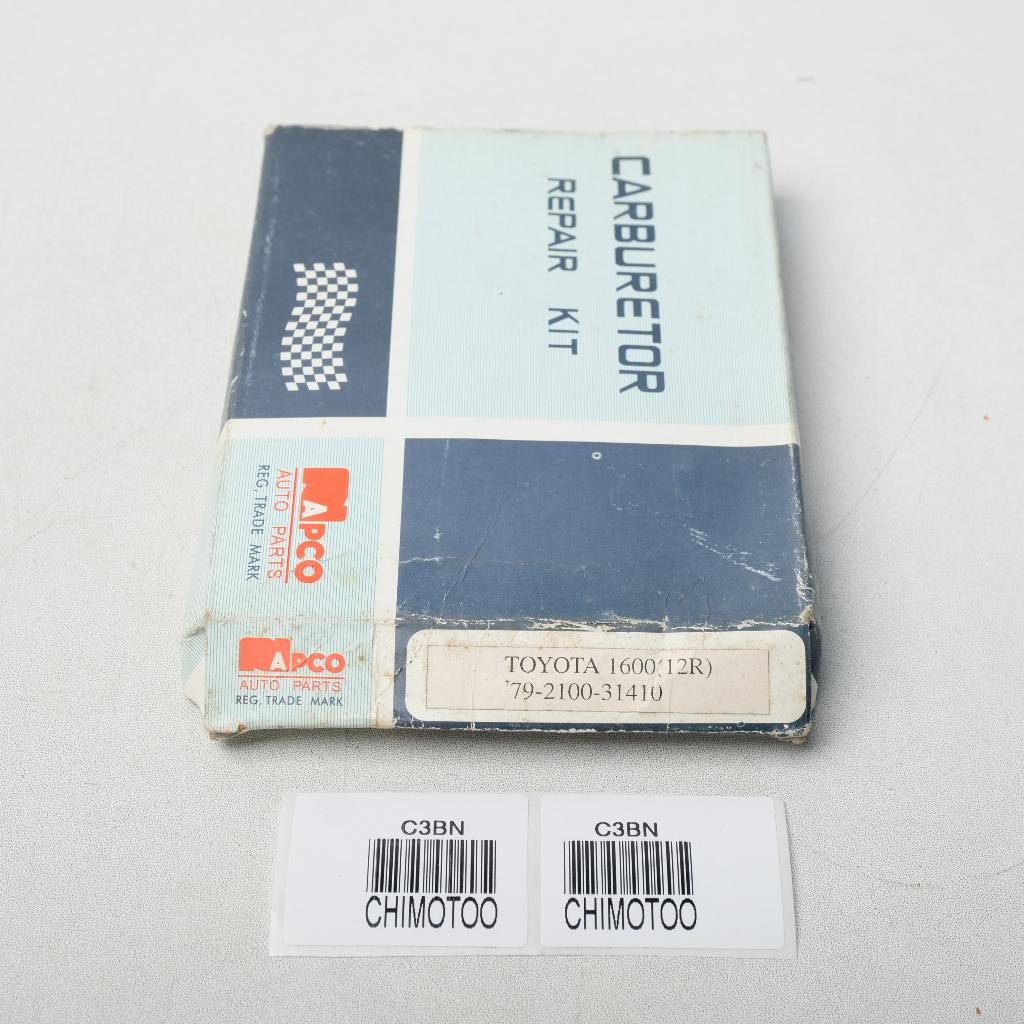 CARBURETOR
REPAIR KIT
APCO
AUTO PARTS
REG, TRADE MARK
APCO
AUTO PARTS
REG, TRADE MARK
TOYOTA 1600(12R)
'79-2100-31410
C3BN
CHIMOTOO
C3BN
CHIMOTOO